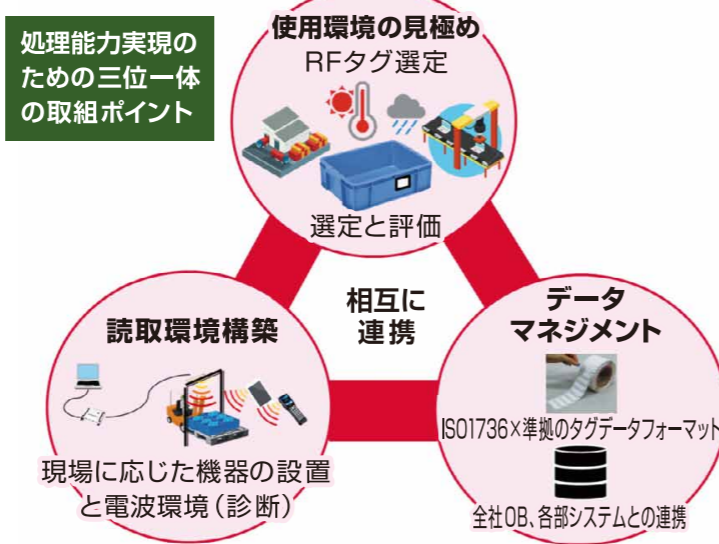 処理能力実現の
ための三位一体
の取組ポイント
使用環境の見極め
RFタグ選定
選定と評価
相互に
連携
読取環境構築
現場に応じた機器の設置
と電波環境（診断）
データ
マネジメント
ISO1736×準拠のタグデータフォーマット
全社OB、各部システムとの連携